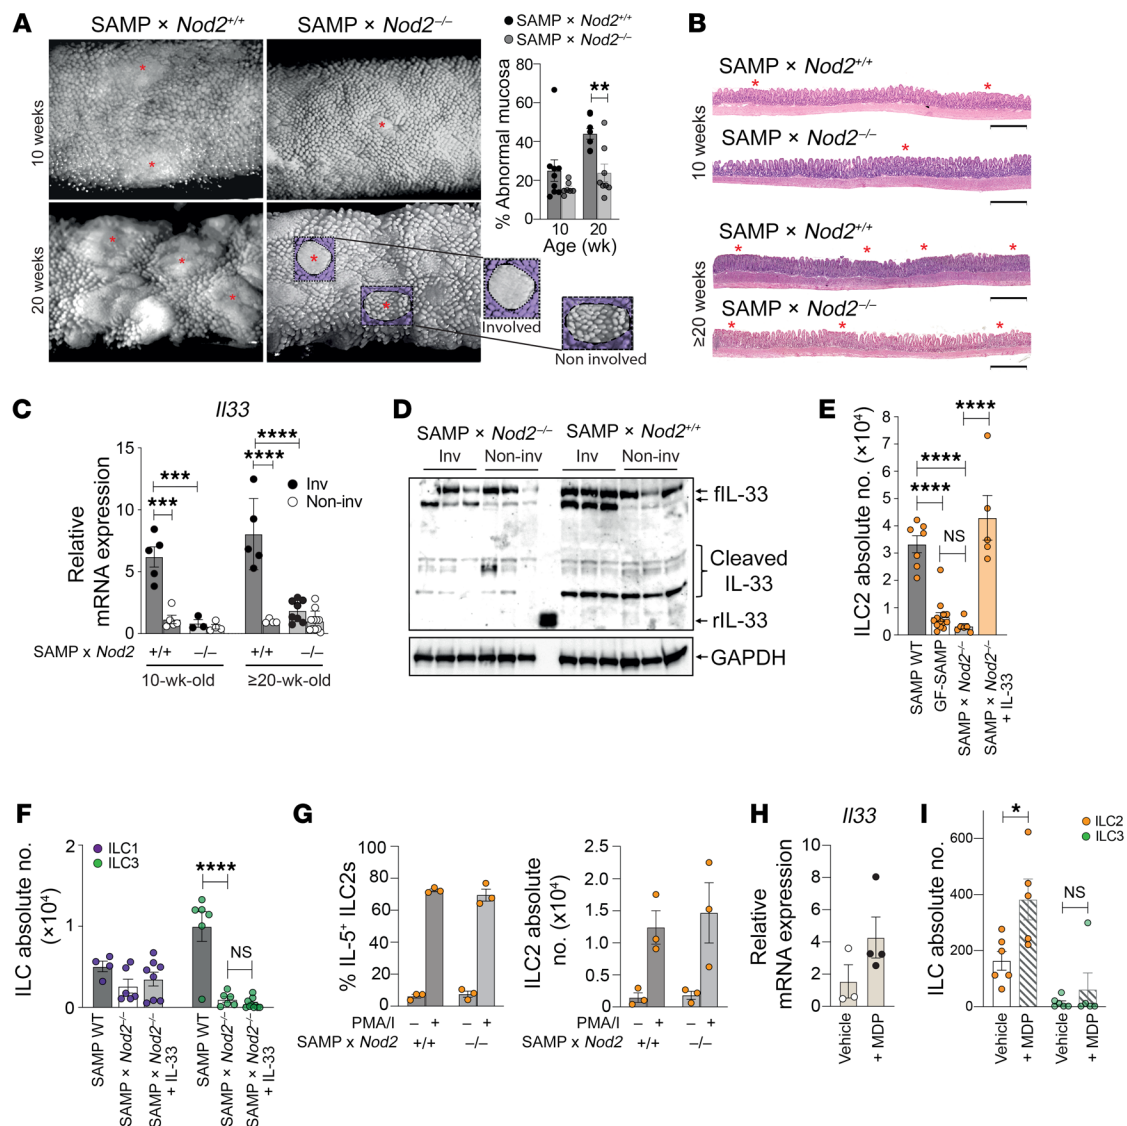 A
SAMP × Nod2+/+
SAMP × Nod2–/–
10 weeks
20 weeks
*
*
*
*
*
*
*
*
Involved
Non involved
SAMP × Nod2+/+
SAMP × Nod2–/–
% Abnormal mucosa
80
60
40
20
0
**
10 20
Age (wk)
B
10 weeks
SAMP × Nod2+/+
* *
SAMP × Nod2–/–
*
≥20 weeks
SAMP × Nod2+/+
* * * *
SAMP × Nod2–/–
* * *
C
Il33
Relative
mRNA expression
15
10
5
0
***
***
****
****
Inv
Non-inv
SAMP x Nod2 +/+ –/– +/+ –/–
10-wk-old ≥20-wk-old
D
SAMP × Nod2–/– SAMP × Nod2+/+
Inv Non-inv Inv Non-inv
flL-33
Cleaved
IL-33
rIL-33
GAPDH
E
ILC2 absolute no. (×10⁴)
8
7
6
5
4
3
2
1
0
****
****
****
NS
SAMP WT
GF-SAMP
SAMP × Nod2–/–
SAMP × Nod2–/–
+ IL-33
F
ILC1
ILC3
ILC absolute no.
(×10⁴)
2
1
0
****
NS
SAMP WT
SAMP × Nod2–/–
SAMP × Nod2–/–
+ IL-33
SAMP WT
SAMP × Nod2–/–
SAMP × Nod2–/–
+ IL-33
G
% IL-5+ ILC2s
100
80
60
40
20
0
PMA/I – + – +
SAMP x Nod2 +/+ –/–
ILC2 absolute
no. (x10⁴)
2.5
2.0
1.5
1.0
0.5
0.0
PMA/I – + – +
SAMP x Nod2 +/+ –/–
H
Il33
Relative
mRNA expression
10
8
6
4
2
0
Vehicle
+ MDP
I
ILC2
ILC3
ILC absolute no.
600
400
200
0
*
NS
Vehicle
+ MDP
Vehicle
+ MDP